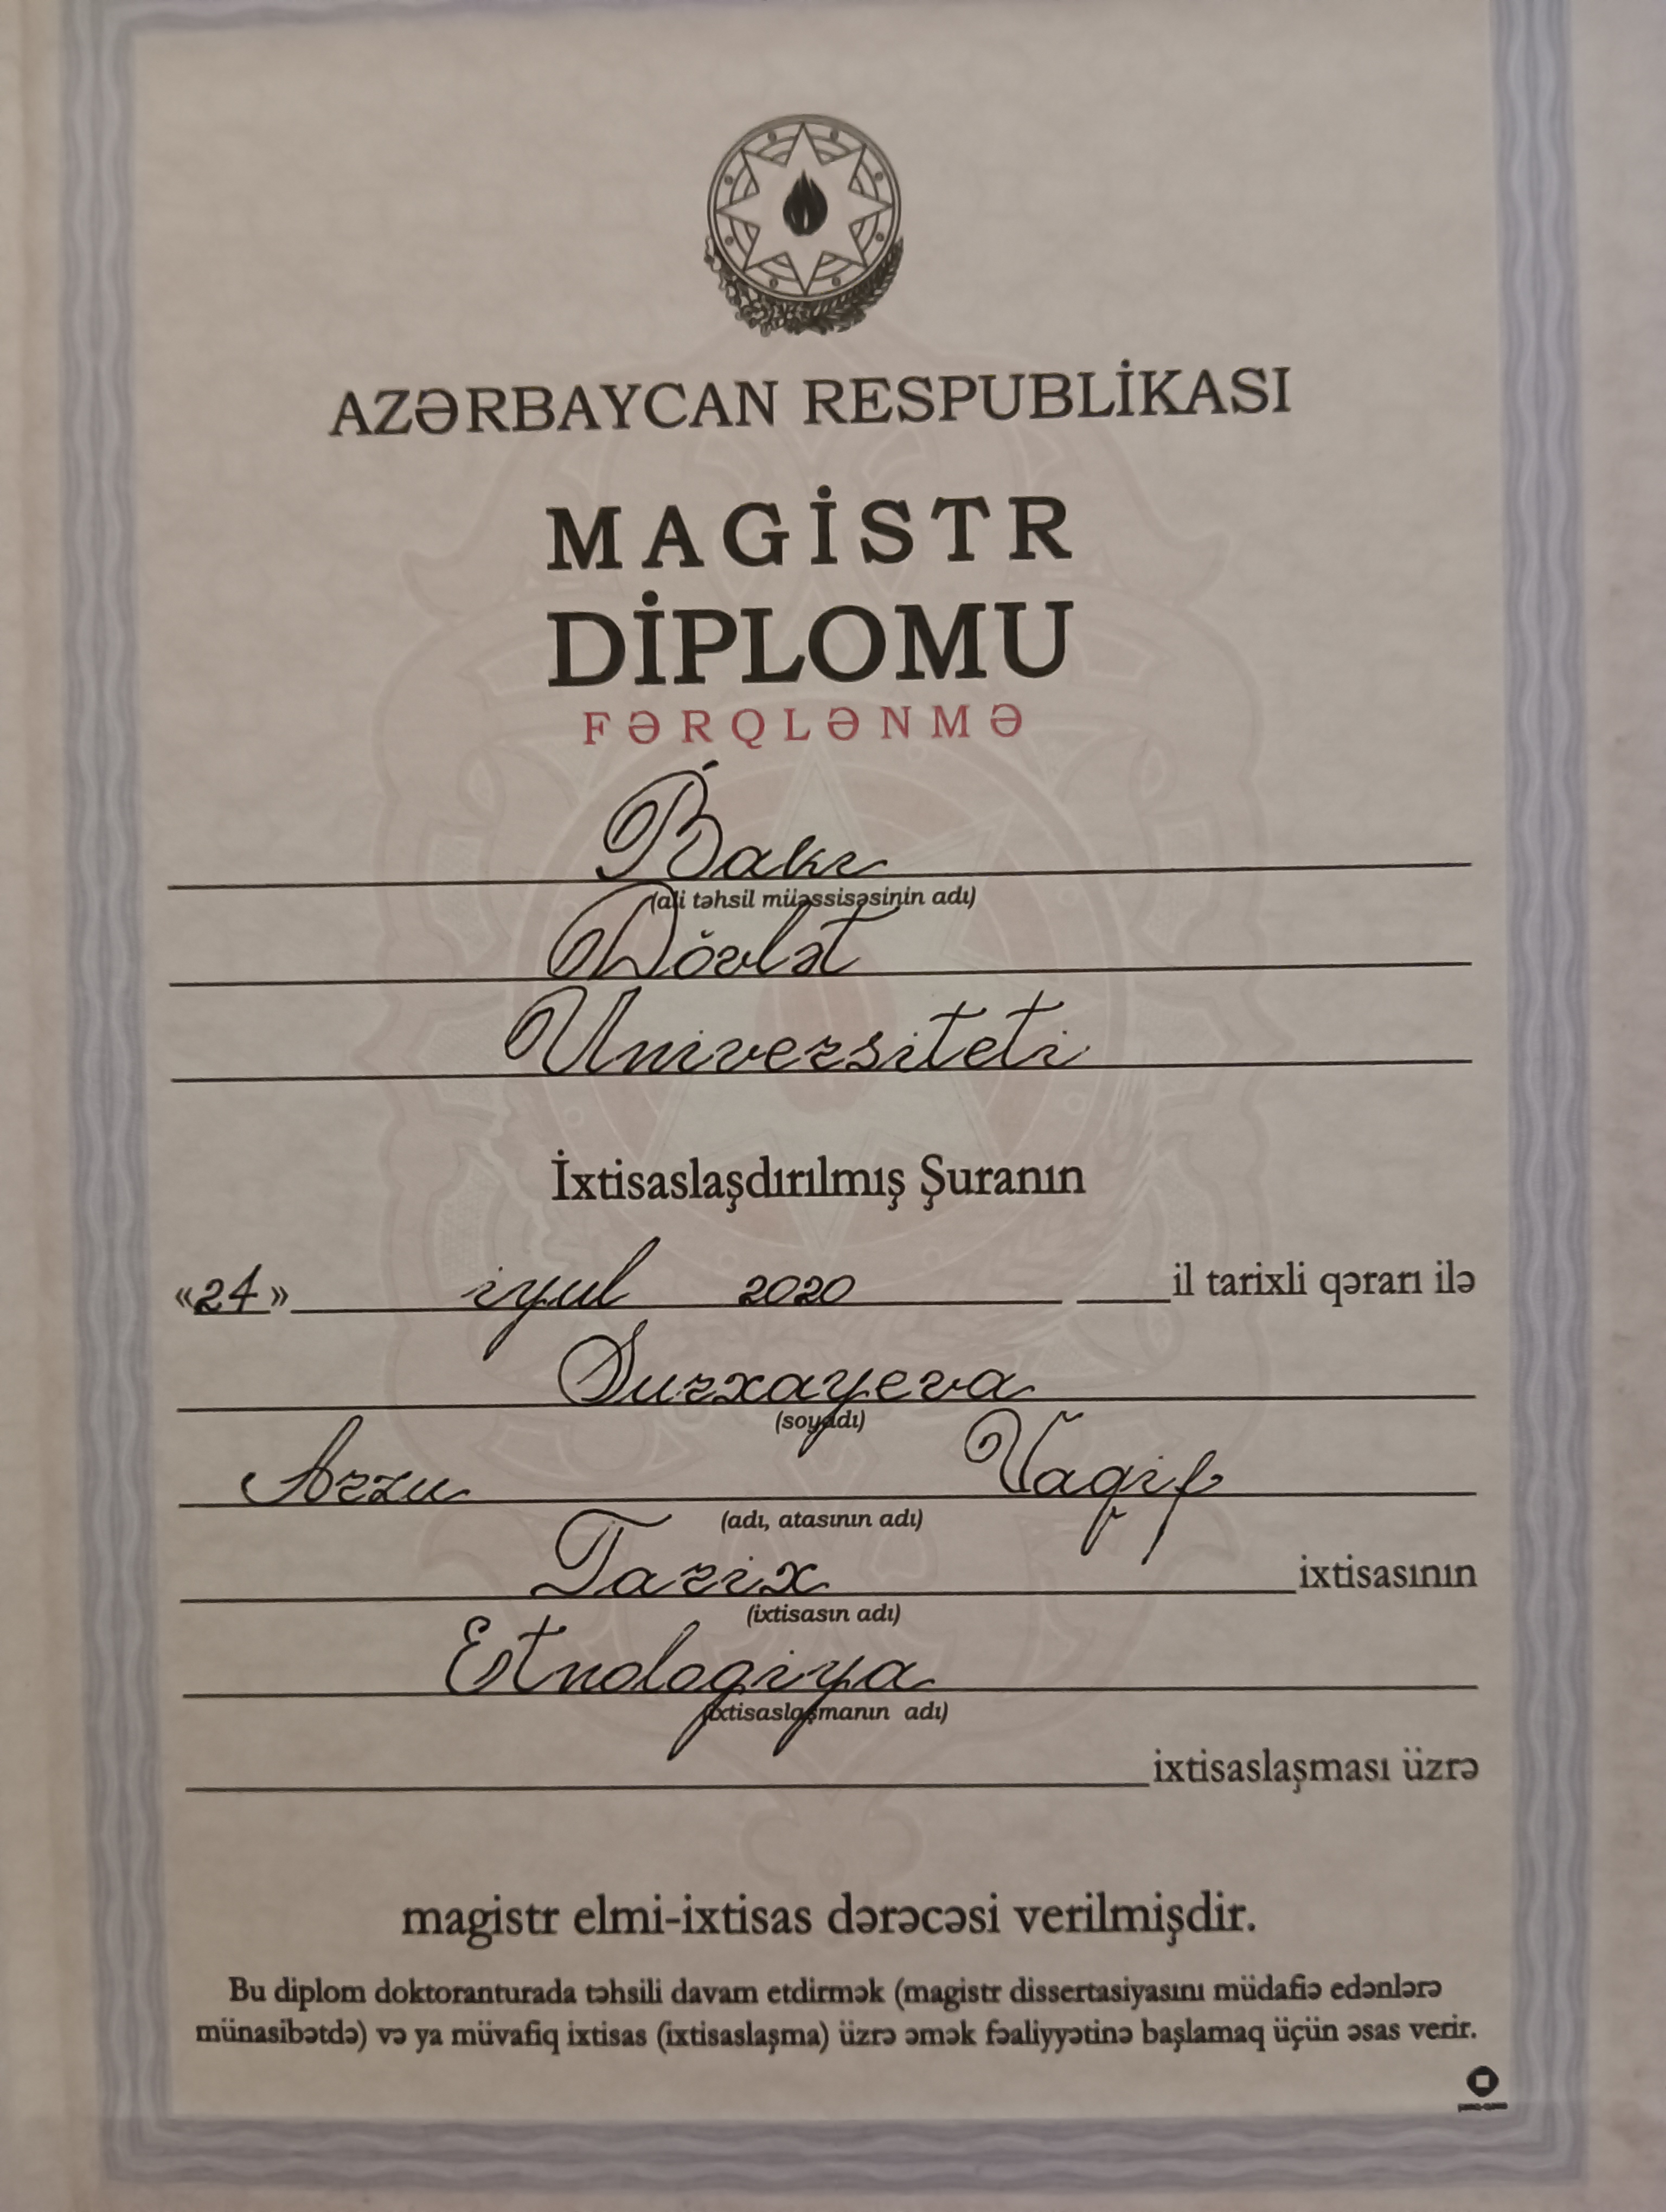 AZƏRBAYCAN RESPUBLİKASI
MAGİSTR
DİPLOMU
FƏRQLƏNMƏ
Bakı
(ali təhsil müəssisəsinin adı)
Dövlət
Universiteti
İxtisaslaşdırılmış Şuranın
«24» iyul 2020 il tarixli qərarı ilə
Surxayeva
(soyadı)
Arzu Vaqif
(adı, atasının adı)
Tarix ixtisasının
(ixtisasın adı)
Etnologiya
(ixtisaslaşmanın adı)
ixtisaslaşması üzrə
magistr elmi-ixtisas dərəcəsi verilmişdir.
Bu diplom doktoranturada təhsili davam etdirmək (magistr dissertasiyasını müdafiə edənlərə
münasibətdə) və ya müvafiq ixtisas (ixtisaslaşma) üzrə əmək fəaliyyətinə başlamaq üçün əsas verir.